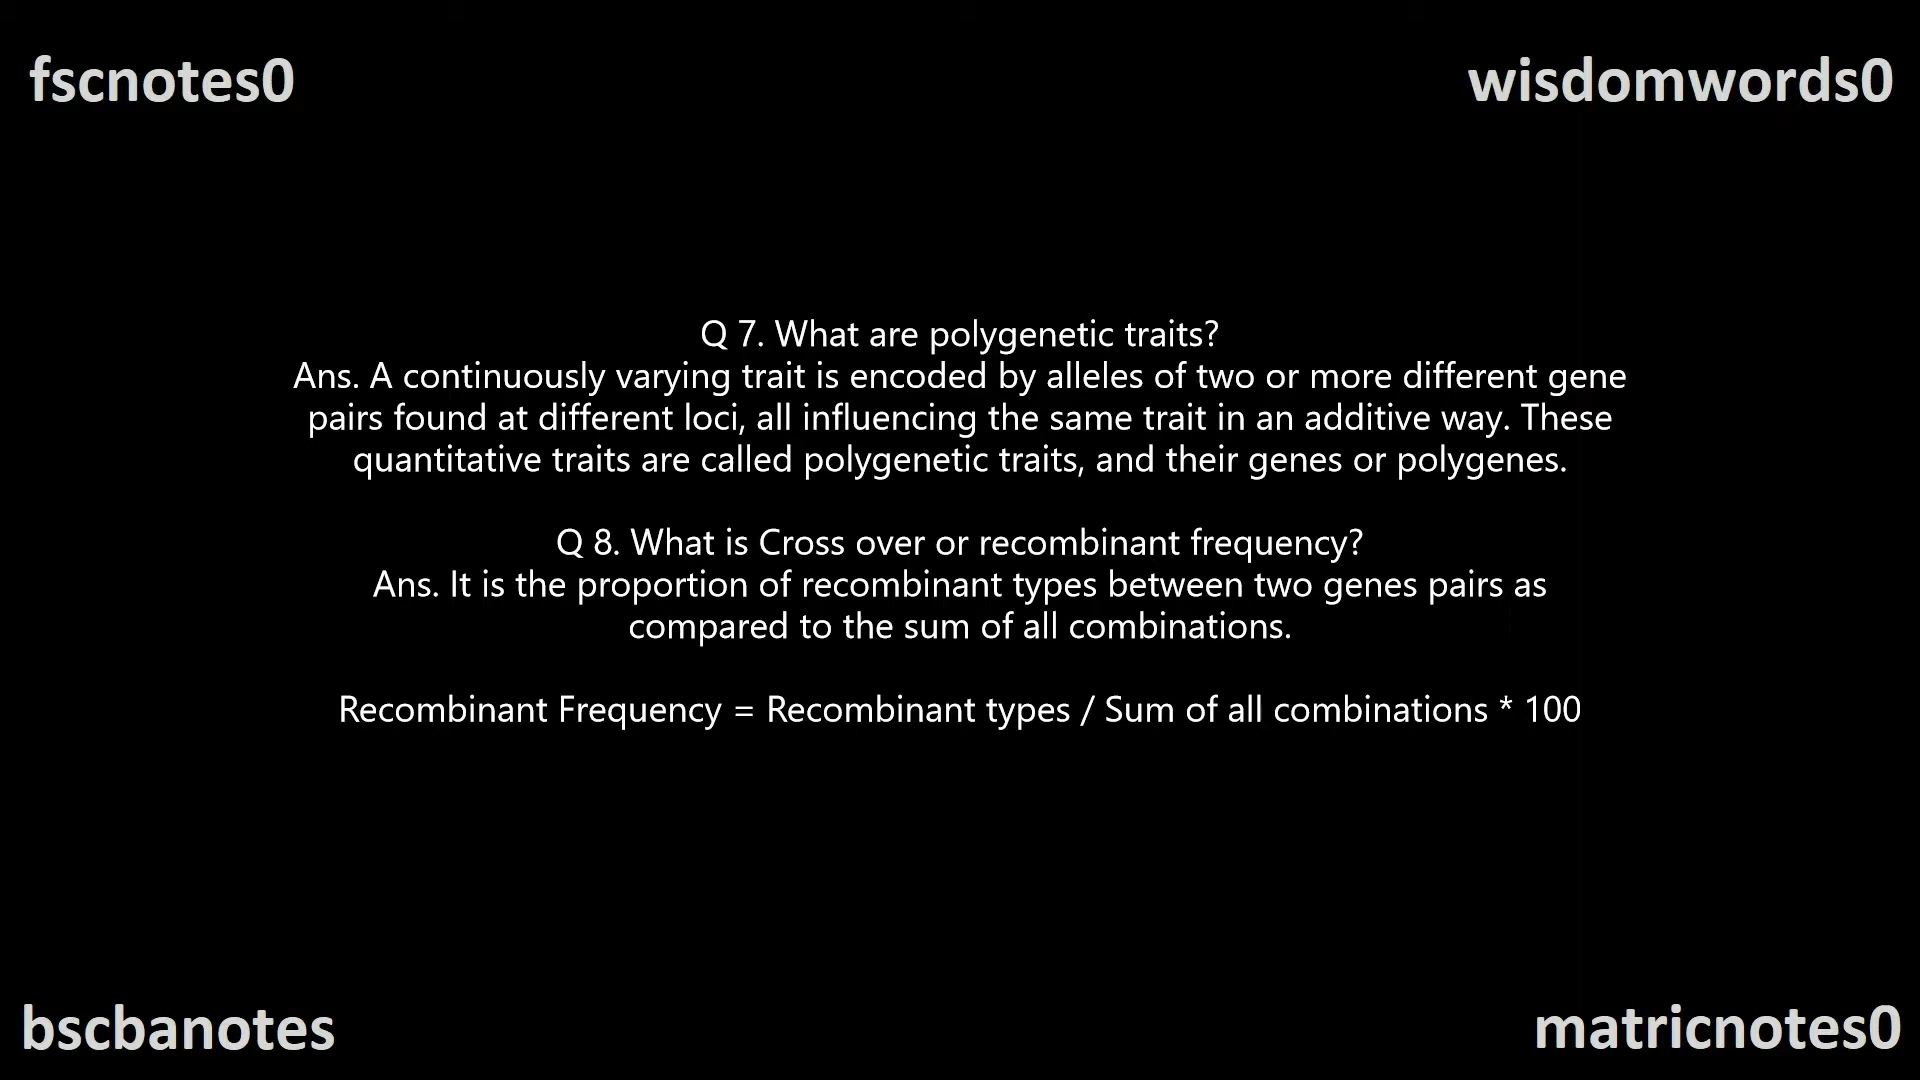 fscnotes0
wisdomwords0
Q 7. What are polygenetic traits?
Ans. A continuously varying trait is encoded by alleles of two or more different gene
pairs found at different loci, all influencing the same trait in an additive way. These
quantitative traits are called polygenetic traits, and their genes or polygenes.
Q 8. What is Cross over or recombinant frequency?
Ans. It is the proportion of recombinant types between two genes pairs as
compared to the sum of all combinations.
Recombinant Frequency = Recombinant types / Sum of all combinations * 100
bscbanotes
matricnotes0